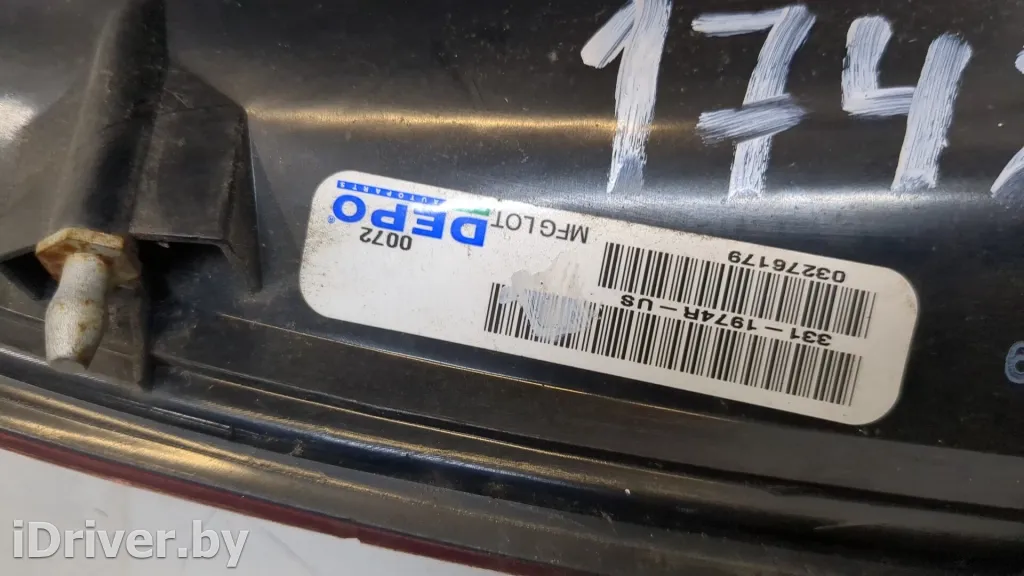 174
DEPO®
AUTOPARTS
MFG LOT
0072
03276179
331-1974R-US
iDriver.by